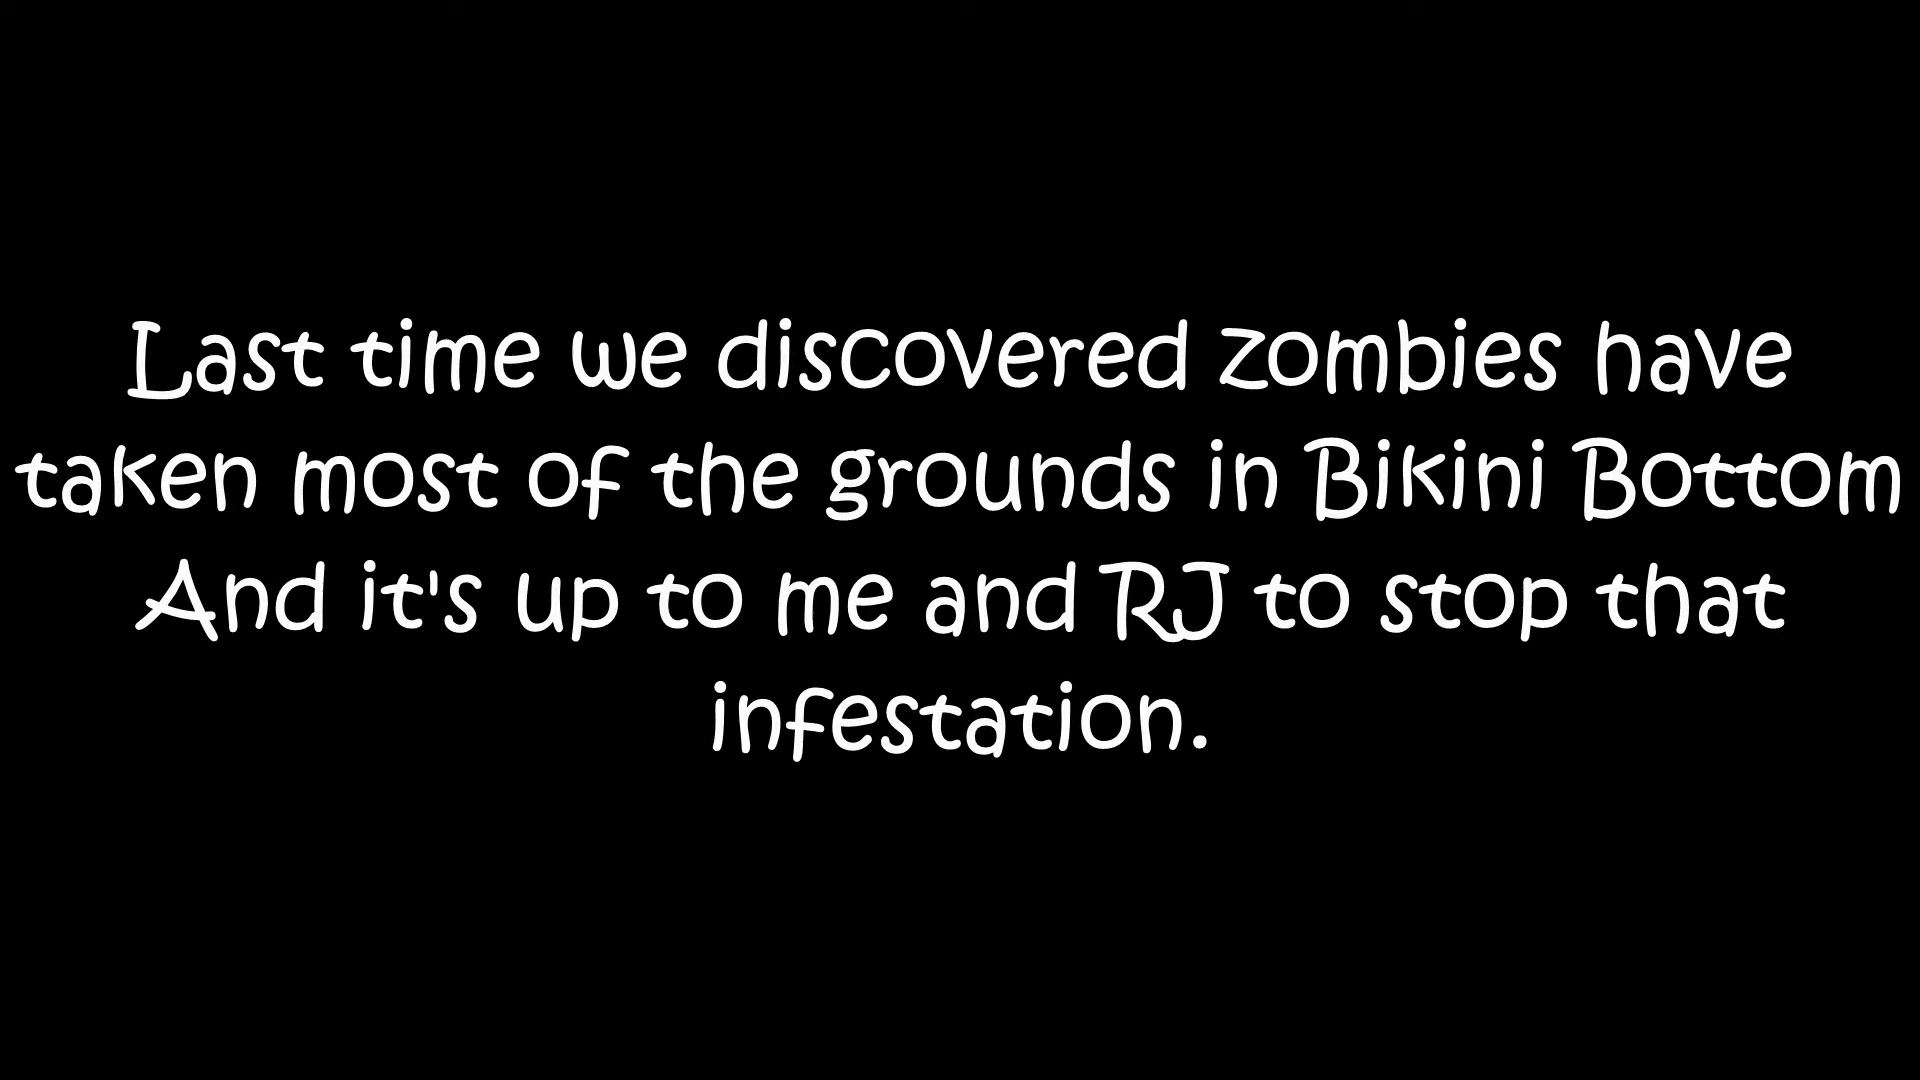 Last time we discovered zombies have
taken most of the grounds in Bikini Bottom
And it's up to me and RJ to stop that
infestation.